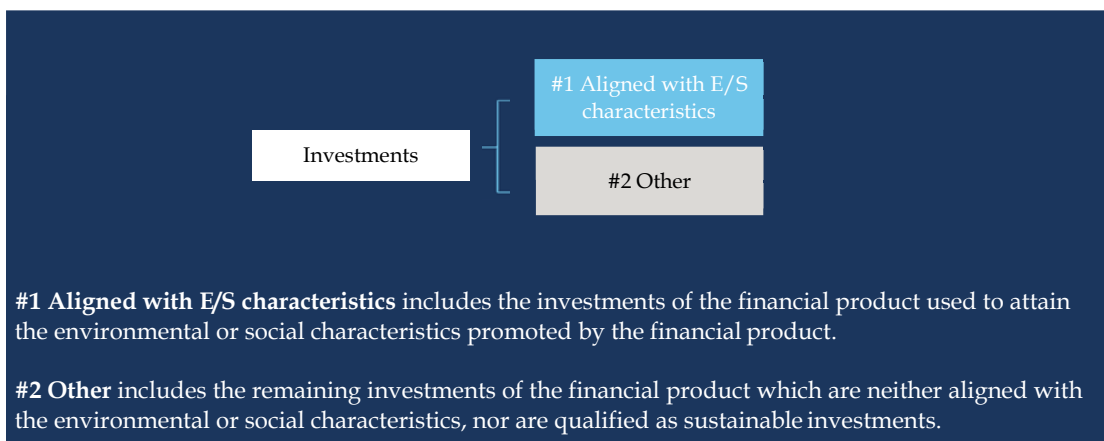 #1 Aligned with E/S
characteristics
Investments
#2 Other
#1 Aligned with E/S characteristics includes the investments of the financial product used to attain
the environmental or social characteristics promoted by the financial product.
#2 Other includes the remaining investments of the financial product which are neither aligned with
the environmental or social characteristics, nor are qualified as sustainable investments.